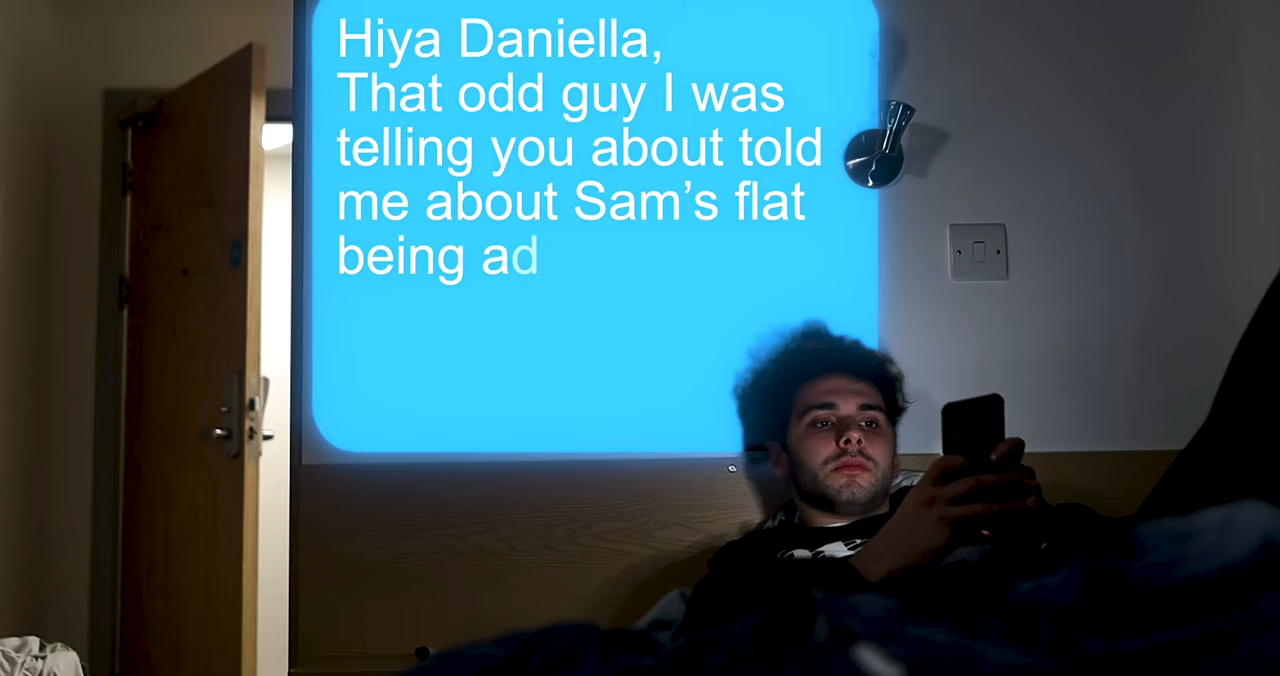 Hiya Daniella,
That odd guy I was
telling you about told
me about Sam’s flat
being ad